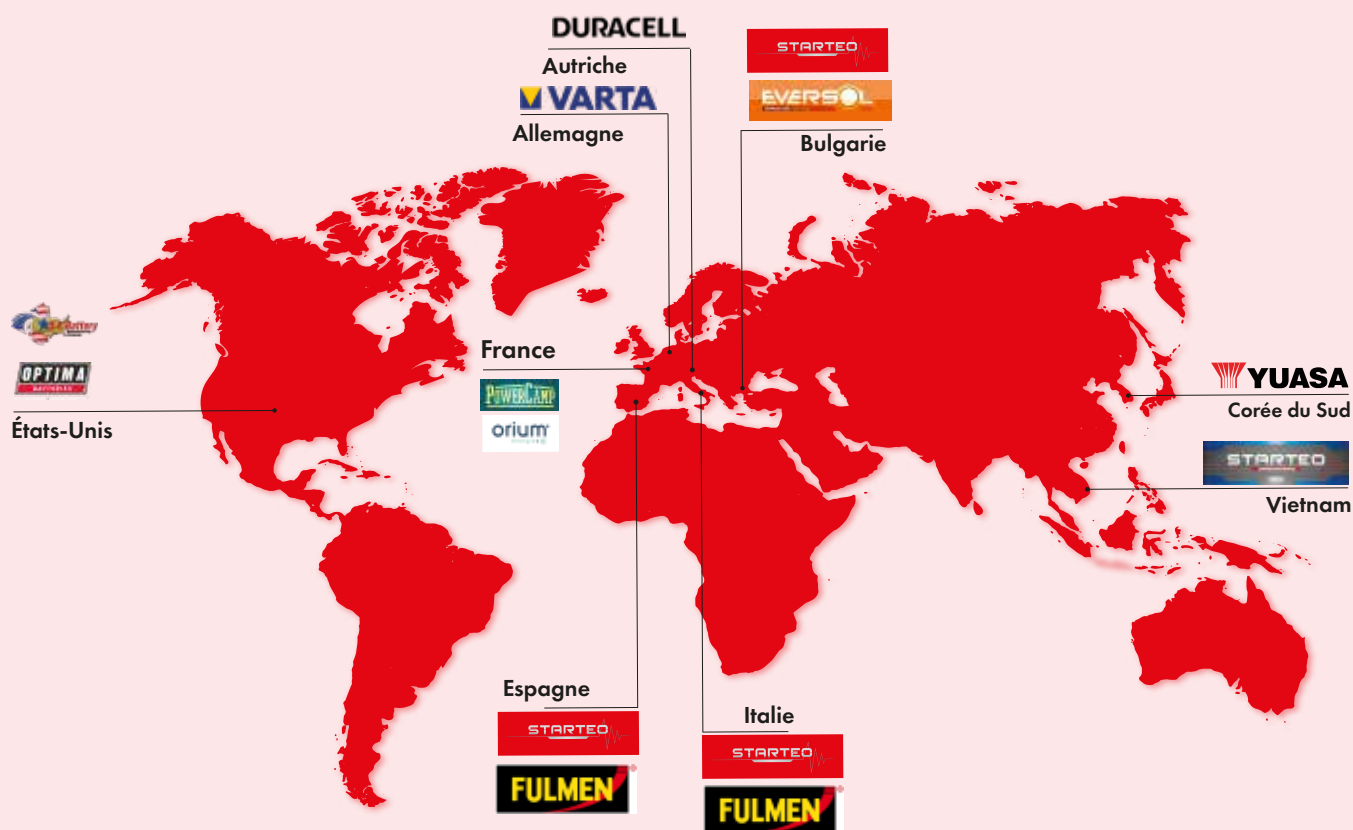 DURACELL
Autriche
VARTA
Allemagne
STARTEO
EVERSOL
Bulgarie
OPTIMA
BATTERIES
États-Unis
France
POWERCAMP
orium
YUASA
Corée du Sud
STARTEO
Vietnam
Espagne
STARTEO
FULMEN
Italie
STARTEO
FULMEN